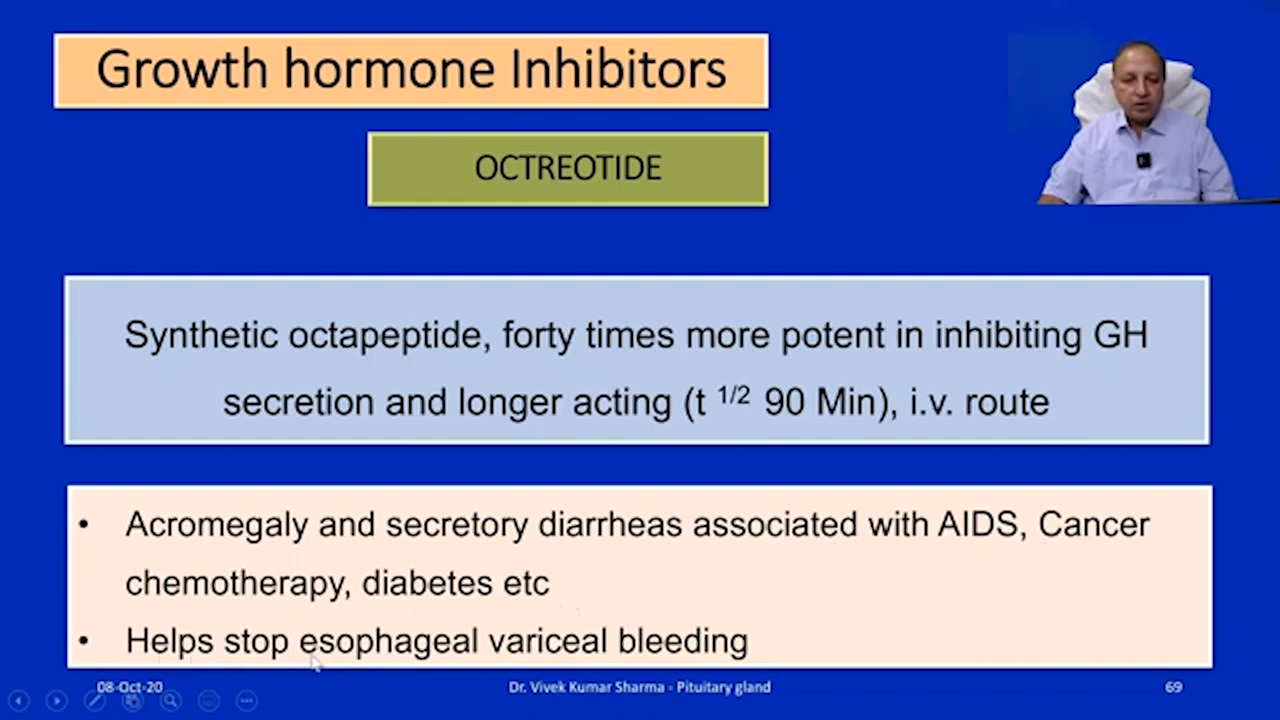 Growth hormone Inhibitors
OCTREOTIDE
Synthetic octapeptide, forty times more potent in inhibiting GH
secretion and longer acting (t 1/2 90 Min), i.v. route
• Acromegaly and secretory diarrheas associated with AIDS, Cancer
chemotherapy, diabetes etc
• Helps stop esophageal variceal bleeding
08-Oct-20 Dr. Vivek Kumar Sharma - Pituitary gland 69